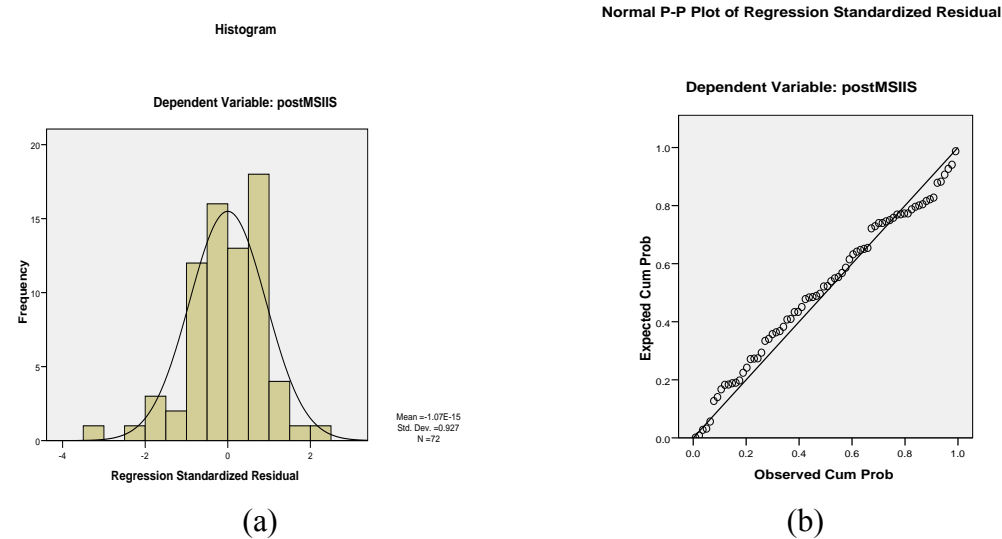 Histogram
Dependent Variable: postMSIIS
20
15
10
5
0
Frequency
-4
-2
0
2
Regression Standardized Residual
Mean =-1.07E-15
Std. Dev. =0.927
N =72
(a)
Normal P-P Plot of Regression Standardized Residual
Dependent Variable: postMSIIS
1.0
0.8
0.6
0.4
0.2
0.0
Expected Cum Prob
0.0
0.2
0.4
0.6
0.8
1.0
Observed Cum Prob
(b)